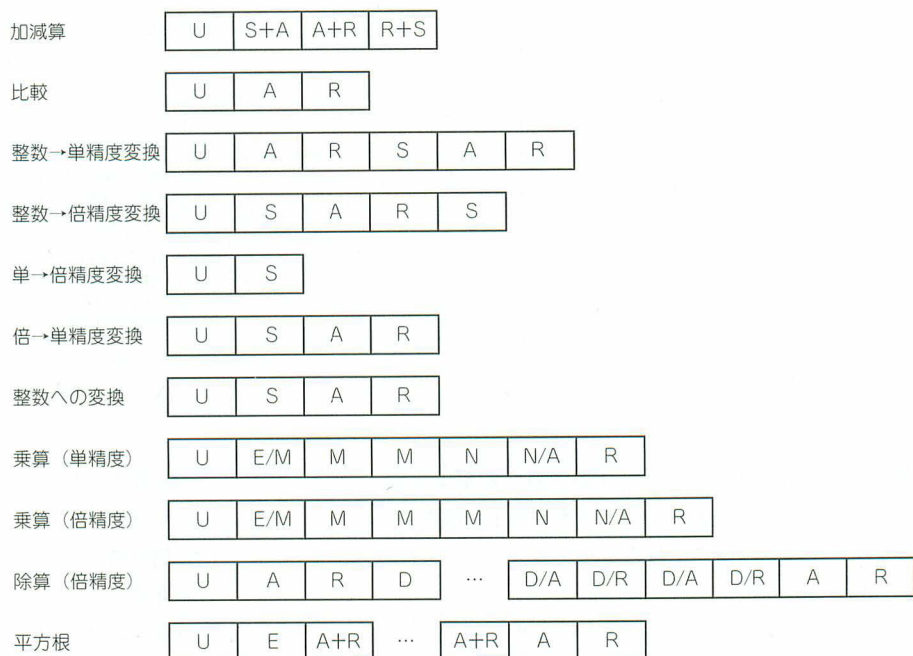 加減算 U S+A A+R R+S
比較 U A R
整数→単精度変換 U A R S A R
整数→倍精度変換 U S A R S
単→倍精度変換 U S
倍→単精度変換 U S A R
整数への変換 U S A R
乗算（単精度） U E/M M M N N/A R
乗算（倍精度） U E/M M M M N N/A R
除算（倍精度） U A R D … D/A D/R D/A D/R A R
平方根 U E A+R … A+R A R